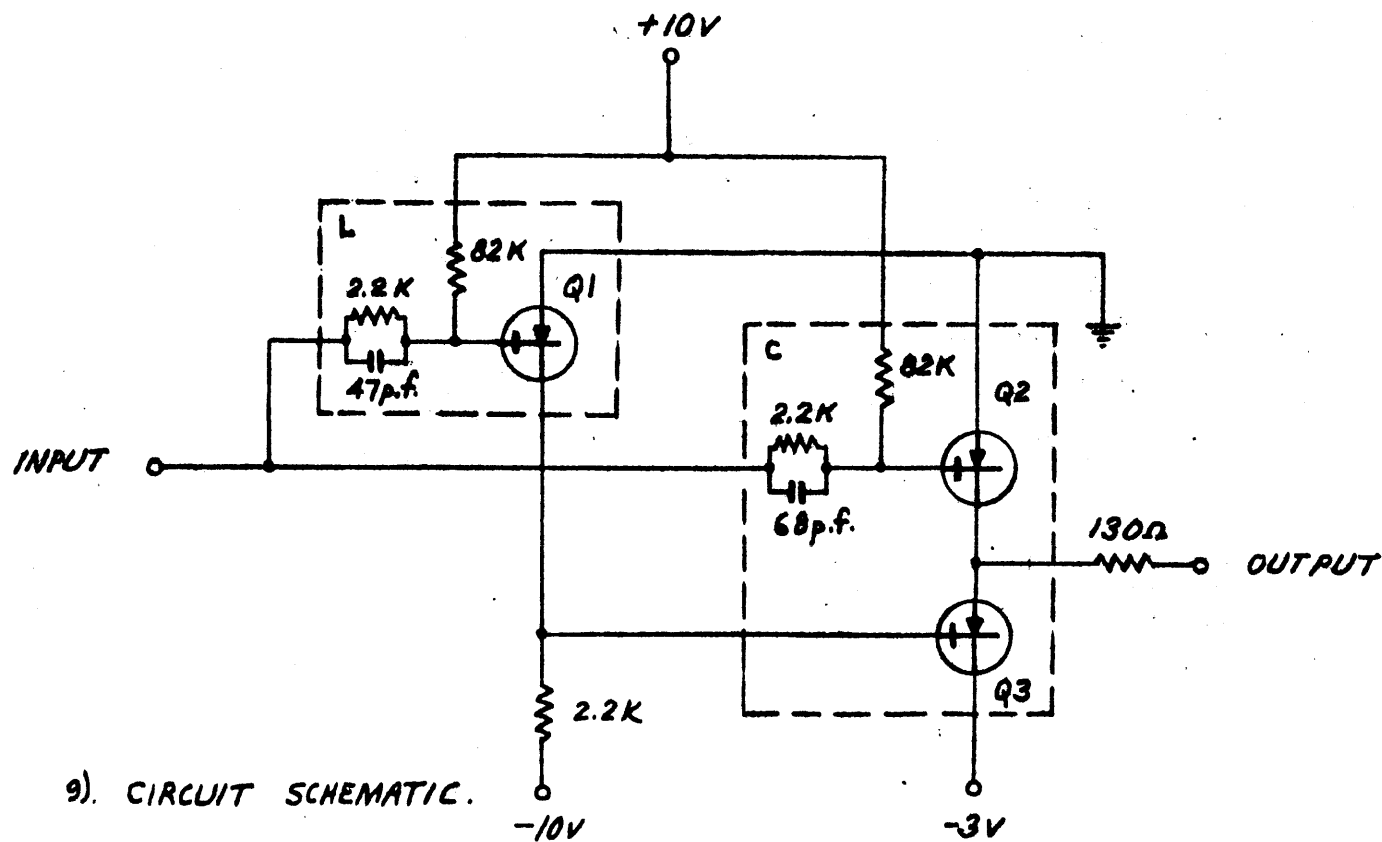 +10V
L
82K
Q1
2.2K
47p.f.
C
82K
Q2
2.2K
INPUT
68p.f.
130Ω
OUTPUT
Q3
2.2K
9). CIRCUIT SCHEMATIC.
-10V
-3V